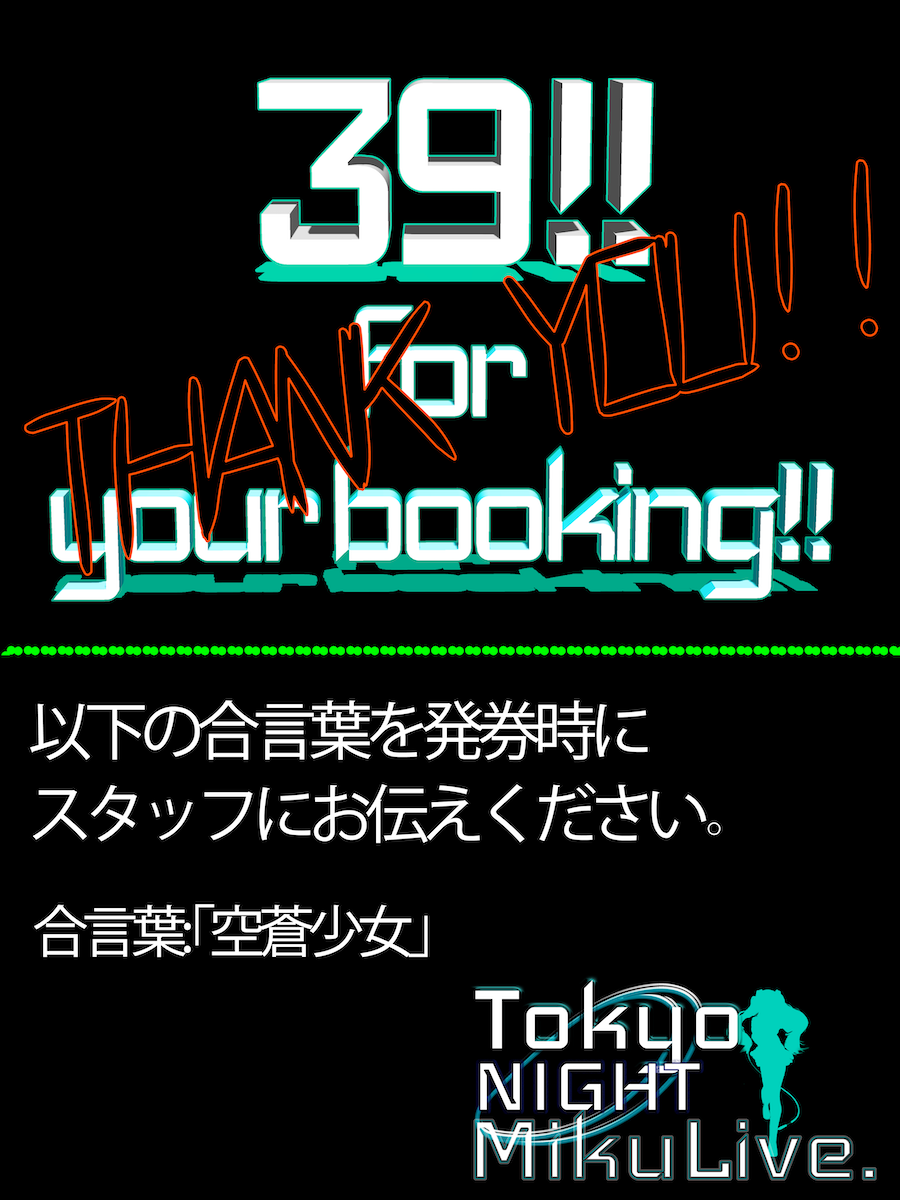 39!!
for
THANK YOU!!
your booking!!
以下の合言葉を発券時に
スタッフにお伝えください。
合言葉:「空蒼少女」
Tokyo
NIGHT
MikuLive.